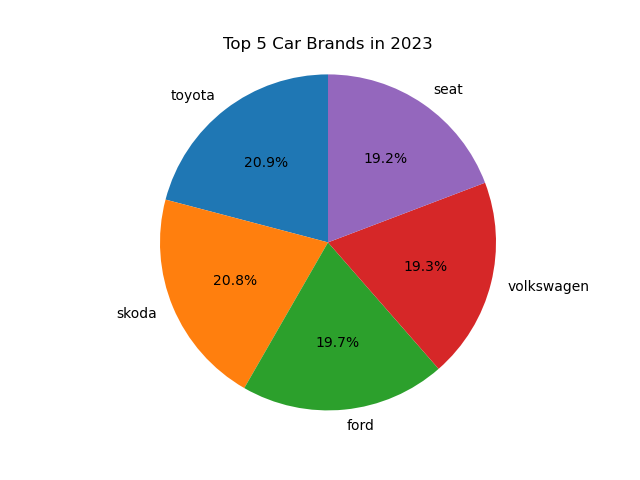 Top 5 Car Brands in 2023
toyota
20.9%
skoda
20.8%
ford
19.7%
volkswagen
19.3%
seat
19.2%